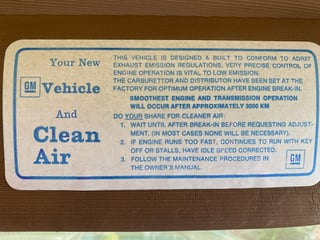 Your New
GM Vehicle
And
Clean
Air
THIS VEHICLE IS DESIGNED & BUILT TO CONFORM TO ADR27
EXHAUST EMISSION REGULATIONS. VERY PRECISE CONTROL OF
ENGINE OPERATION IS VITAL TO LOW EMISSION.
THE CARBURETTOR AND DISTRIBUTOR HAVE BEEN SET AT THE
FACTORY FOR OPTIMUM OPERATION AFTER ENGINE BREAK-IN.
SMOOTHEST ENGINE AND TRANSMISSION OPERATION
WILL OCCUR AFTER APPROXIMATELY 3000 KM
DO YOUR SHARE FOR CLEANER AIR:
1. WAIT UNTIL AFTER BREAK-IN BEFORE REQUESTING ADJUST-
MENT. (IN MOST CASES NONE WILL BE NECESSARY).
2. IF ENGINE RUNS TOO FAST, CONTINUES TO RUN WITH KEY
OFF OR STALLS, HAVE IDLE SPEED CORRECTED.
3. FOLLOW THE MAINTENANCE PROCEDURES IN
THE OWNER'S MANUAL.
GM